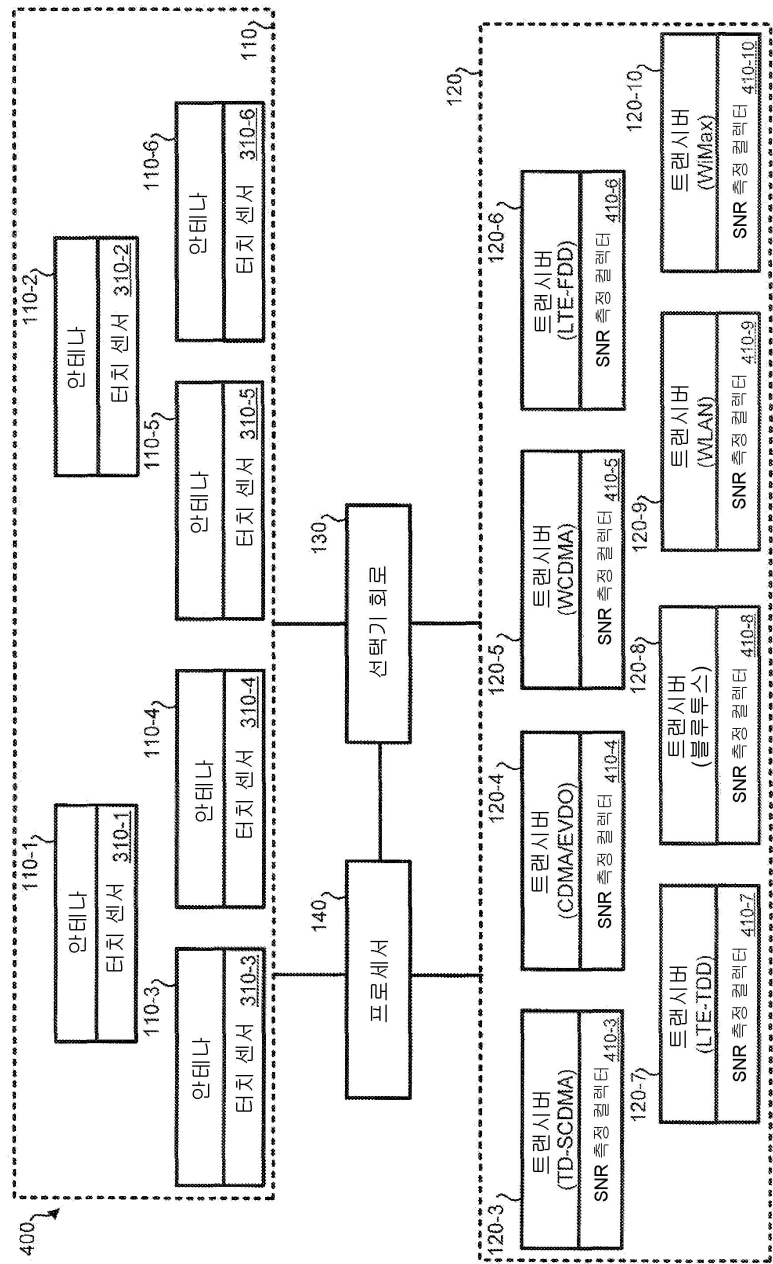 400
110-1
안테나
터치 센서 310-1
110-2
안테나
터치 센서 310-2
110-3
안테나
터치 센서 310-3
110-4
안테나
터치 센서 310-4
110-5
안테나
터치 센서 310-5
110-6
안테나
터치 센서 310-6
110
140
프로세서
130
선택기 회로
120
120-3
트랜시버
(TD-SCDMA)
SNR 측정 컬렉터 410-3
120-4
트랜시버
(CDMA/EVDO)
SNR 측정 컬렉터 410-4
120-5
트랜시버
(WCDMA)
SNR 측정 컬렉터 410-5
120-6
트랜시버
(LTE-FDD)
SNR 측정 컬렉터 410-6
120-7
트랜시버
(LTE-TDD)
SNR 측정 컬렉터 410-7
120-8
트랜시버
(블루투스)
SNR 측정 컬렉터 410-8
120-9
트랜시버
(WLAN)
SNR 측정 컬렉터 410-9
120-10
트랜시버
(WiMax)
SNR 측정 컬렉터 410-10